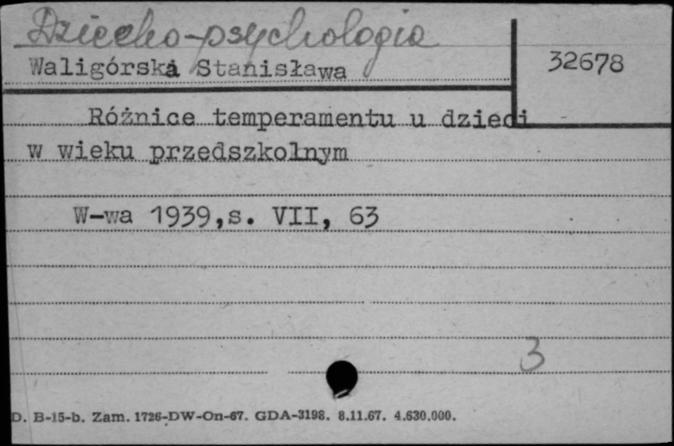 Dziecko-psychologia
Waligórska Stanisława
32678
Różnice temperamentu u dzieci
w wieku przedszkolnym
W-wa 1939,s. VII, 63
3
D. B-15-b. Zam. 1726-DW-On-67. GDA-3198. 8.11.67. 4.630.000.